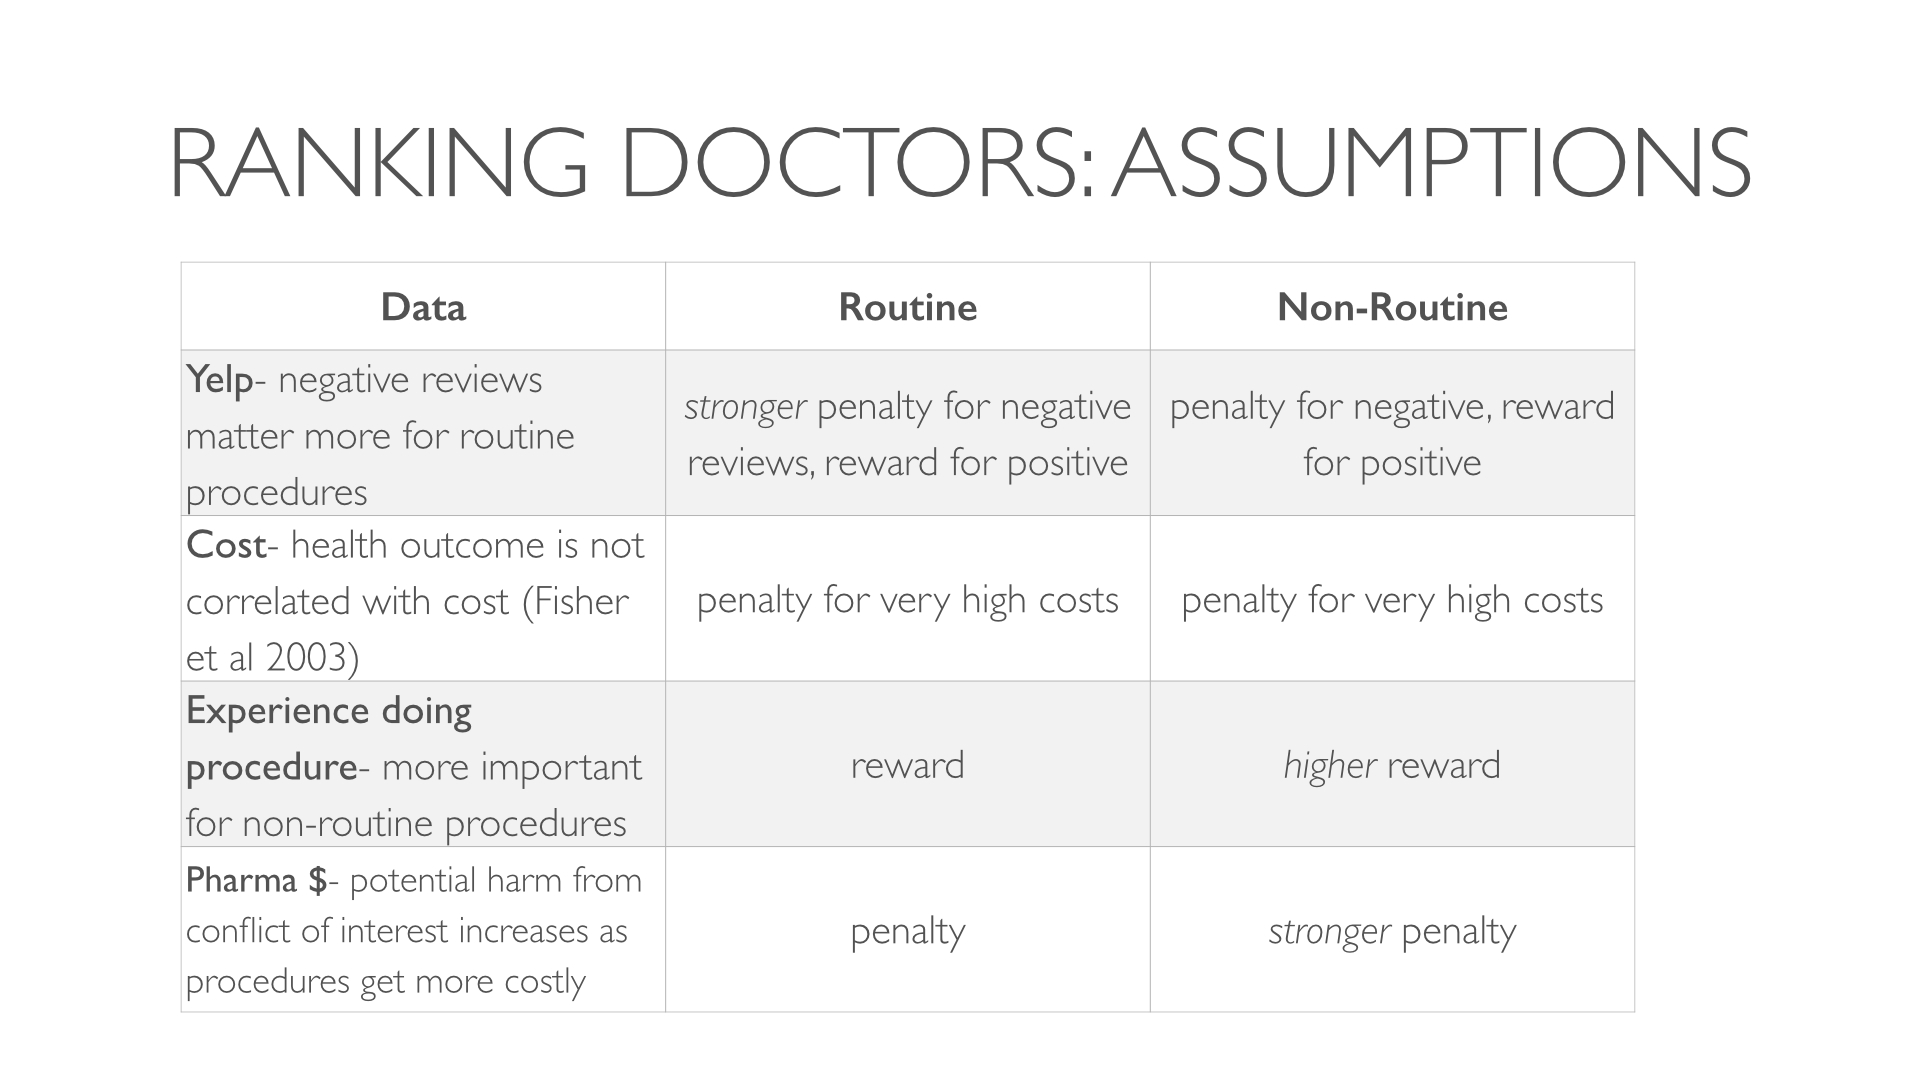 RANKING DOCTORS: ASSUMPTIONS
Data
Routine
Non-Routine
Yelp- negative reviews
matter more for routine
procedures
stronger penalty for negative
reviews, reward for positive
penalty for negative, reward
for positive
Cost- health outcome is not
correlated with cost (Fisher
et al 2003)
penalty for very high costs
penalty for very high costs
Experience doing
procedure- more important
for non-routine procedures
reward
higher reward
Pharma $- potential harm from
conflict of interest increases as
procedures get more costly
penalty
stronger penalty